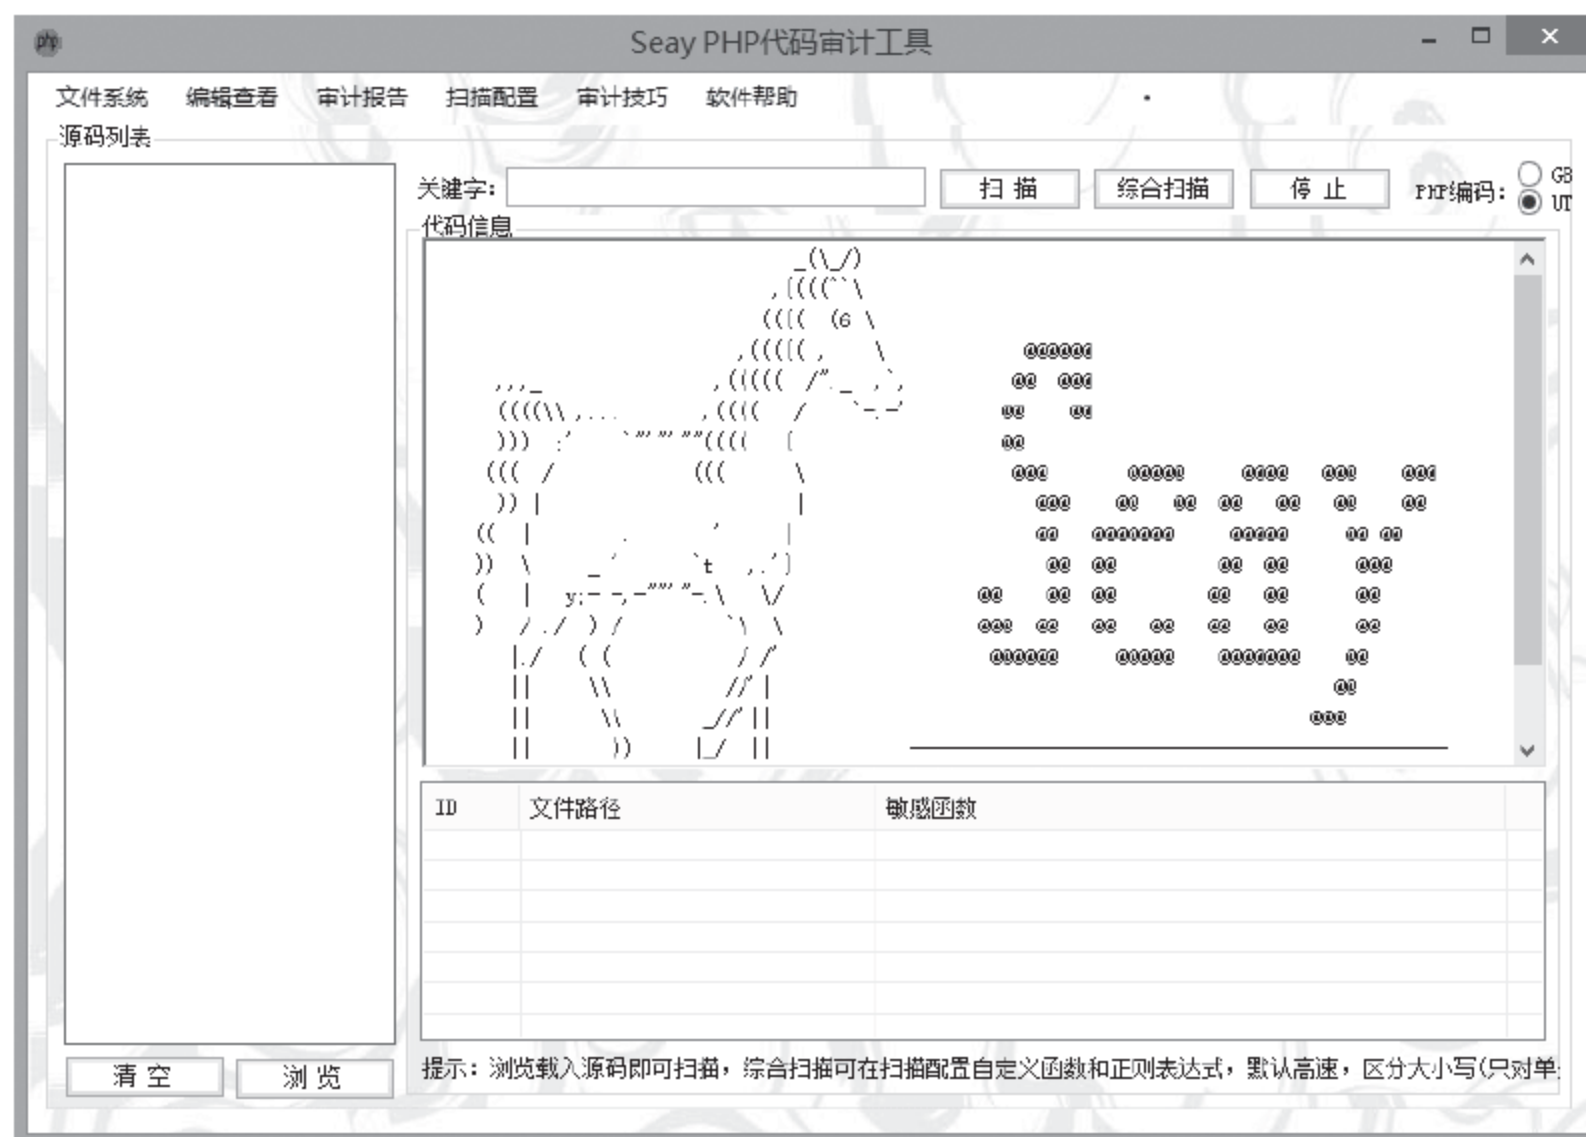 php
Seay PHP代码审计工具
文件系统 编辑查看 审计报告 扫描配置 审计技巧 软件帮助
源码列表
关键字： 扫 描 综合扫描 停 止 PHP编码： GB
UT
代码信息
ID 文件路径 敏感函数
清 空 浏 览
提示：浏览载入源码即可扫描，综合扫描可在扫描配置自定义函数和正则表达式，默认高速，区分大小写(只对单